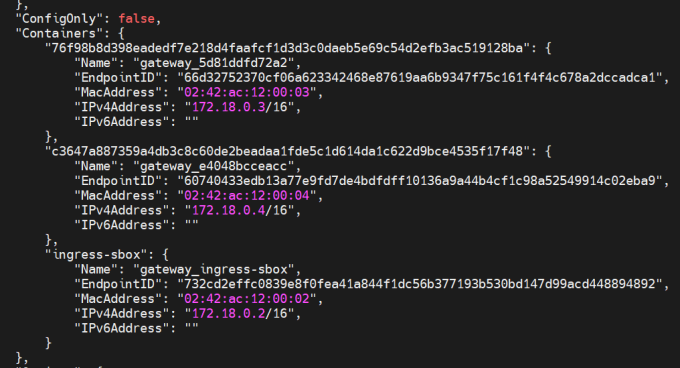 },
"ConfigOnly": false,
"Containers": {
"76f98b8d398eadedf7e218d4faafcf1d3d3c0daeb5e69c54d2efb3ac519128ba": {
"Name": "gateway_5d81ddfd72a2",
"EndpointID": "66d32752370cf06a623342468e87619aa6b9347f75c161f4f4c678a2dccadca1",
"MacAddress": "02:42:ac:12:00:03",
"IPv4Address": "172.18.0.3/16",
"IPv6Address": ""
},
"c3647a887359a4db3c8c60de2beadaa1fde5c1d614da1c622d9bce4535f17f48": {
"Name": "gateway_e4048bcceacc",
"EndpointID": "60740433edb13a77e9fd7de4bdfdff10136a9a44b4cf1c98a52549914c02eba9",
"MacAddress": "02:42:ac:12:00:04",
"IPv4Address": "172.18.0.4/16",
"IPv6Address": ""
},
"ingress-sbox": {
"Name": "gateway_ingress-sbox",
"EndpointID": "732cd2effc0839e8f0fea41a844f1dc56b377193b530bd147d99acd448894892",
"MacAddress": "02:42:ac:12:00:02",
"IPv4Address": "172.18.0.2/16",
"IPv6Address": ""
}
},